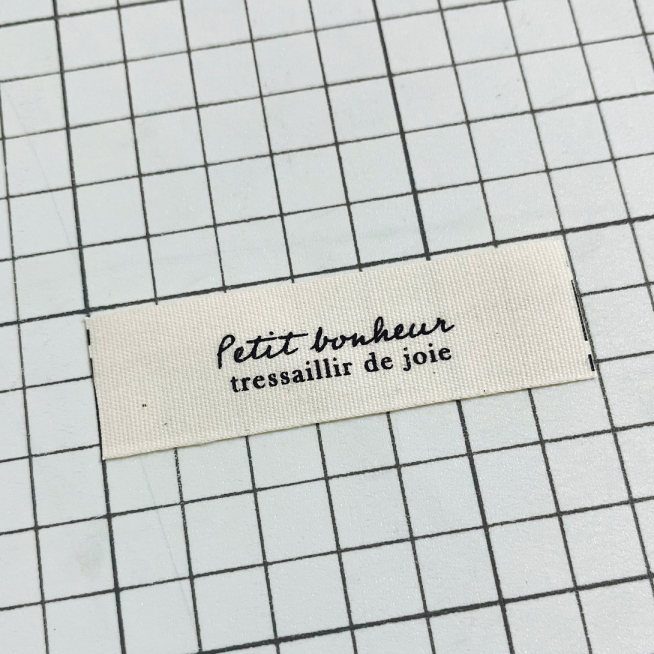 Petit bonheur
tressaillir de joie